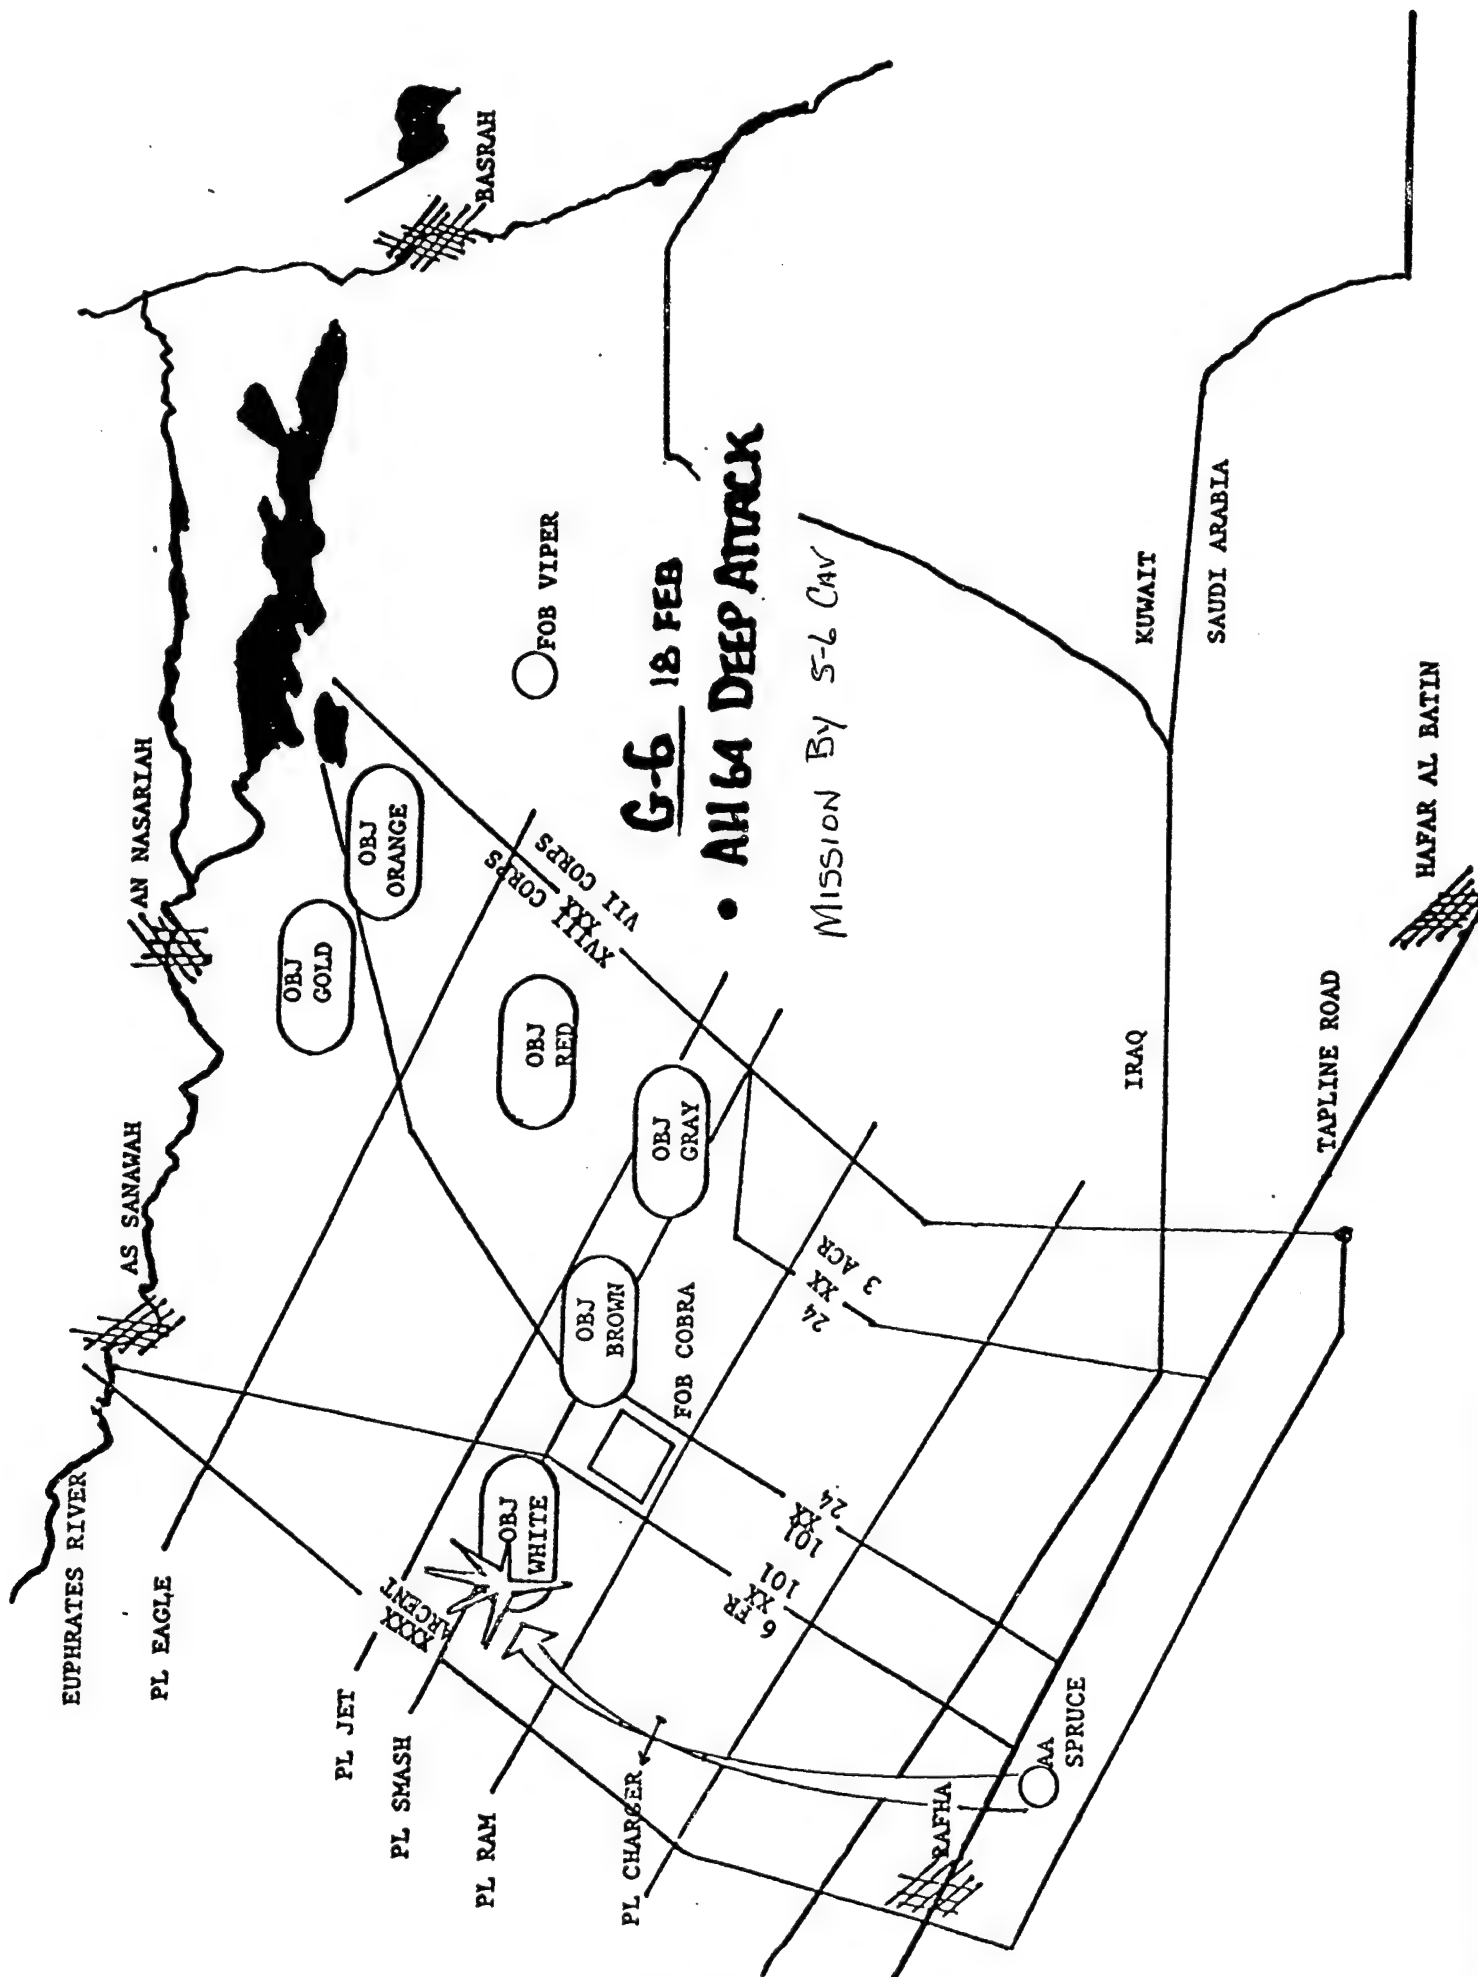 EUPHRATES RIVER
AS SANAWAH
AN NASARIAH
BASRAH
PL EAGLE
PL JET
PL SMASH
PL RAM
PL CHARGER
XXXX
ARCENT
OBJ
WHITE
OBJ
BROWN
OBJ
GRAY
OBJ
RED
OBJ
GOLD
OBJ
ORANGE
FOB COBRA
FOB VIPER
XVIII CORPS
XXX
VII CORPS
G-6 18 FEB
• AH64 DEEP ATTACK
MISSION BY 5-6 CAV
6 FR
XX
101
101
XX
24
24
XX
3 ACR
KUWAIT
IRAQ
SAUDI ARABIA
TAPLINE ROAD
HAFAR AL BATIN
RAFHA
AA
SPRUCE